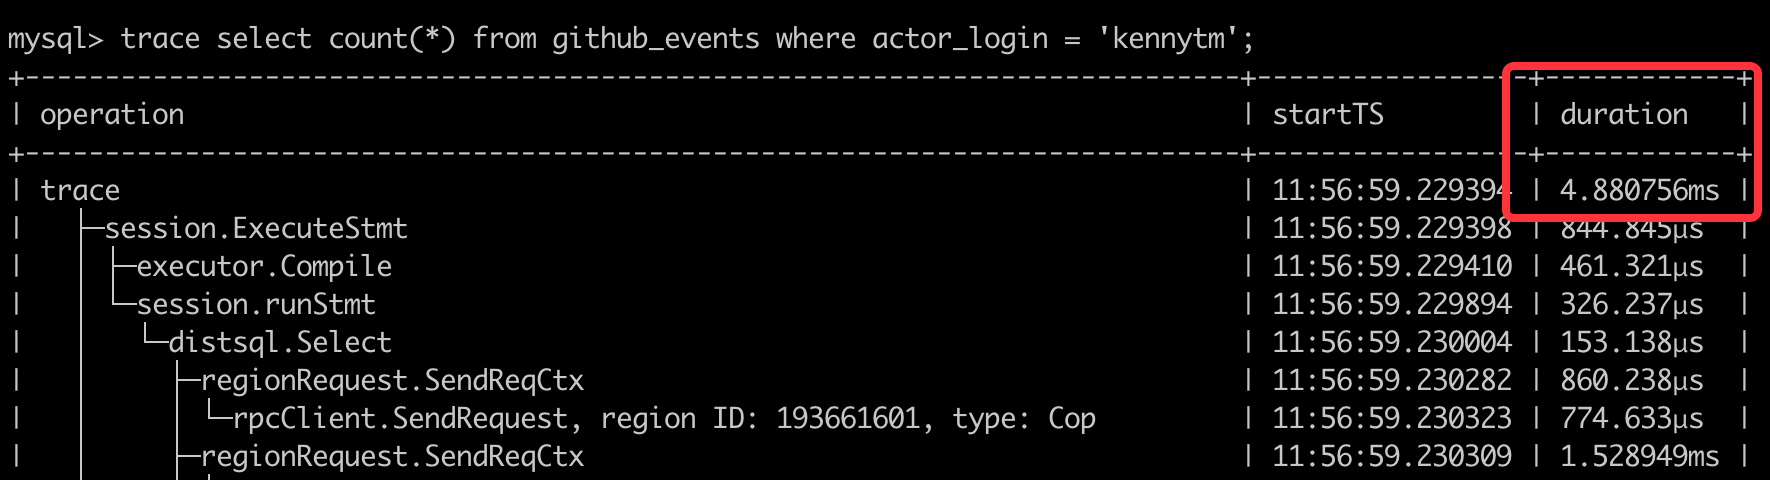 mysql> trace select count(*) from github_events where actor_login = 'kennytm';
+----------------------------------------------------------------------------+-----------------+------------+
| operation | startTS | duration |
+----------------------------------------------------------------------------+-----------------+------------+
| trace | 11:56:59.229394 | 4.880756ms |
| ├─session.ExecuteStmt | 11:56:59.229398 | 844.845µs |
| │ ├─executor.Compile | 11:56:59.229410 | 461.321µs |
| │ └─session.runStmt | 11:56:59.229894 | 326.237µs |
| │ └─distsql.Select | 11:56:59.230004 | 153.138µs |
| │ ├─regionRequest.SendReqCtx | 11:56:59.230282 | 860.238µs |
| │ │ └─rpcClient.SendRequest, region ID: 193661601, type: Cop | 11:56:59.230323 | 774.633µs |
| │ ├─regionRequest.SendReqCtx | 11:56:59.230309 | 1.528949ms |